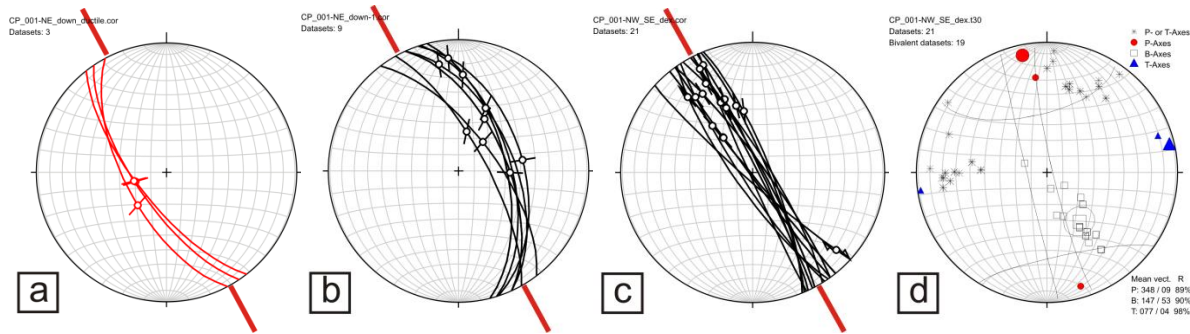 CP_001-NE_down_ductile.cor
Datasets: 3
a
CP_001-NE_down-1.cor
Datasets: 9
b
CP_001-NW_SE_dex.cor
Datasets: 21
c
CP_001-NW_SE_dex.t30
Datasets: 21
Bivalent datasets: 19
P- or T-Axes
P-Axes
B-Axes
T-Axes
d
Mean vect. R
P: 348 / 09 89%
B: 147 / 53 90%
T: 077 / 04 98%